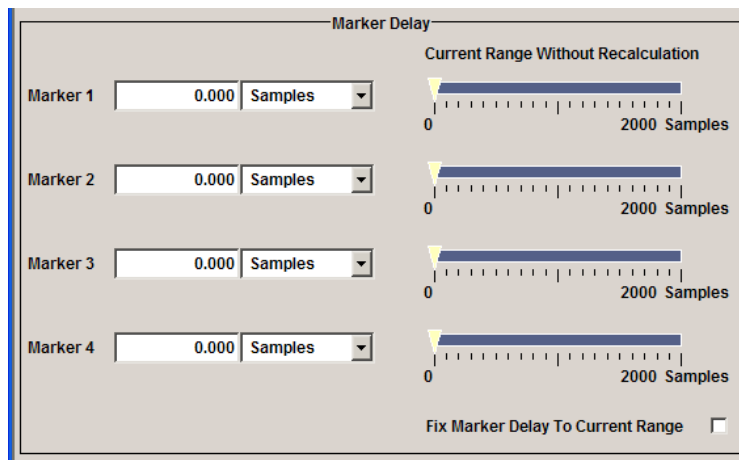 Marker Delay
Current Range Without Recalculation
Marker 1 0.000 Samples
0 2000 Samples
Marker 2 0.000 Samples
0 2000 Samples
Marker 3 0.000 Samples
0 2000 Samples
Marker 4 0.000 Samples
0 2000 Samples
Fix Marker Delay To Current Range